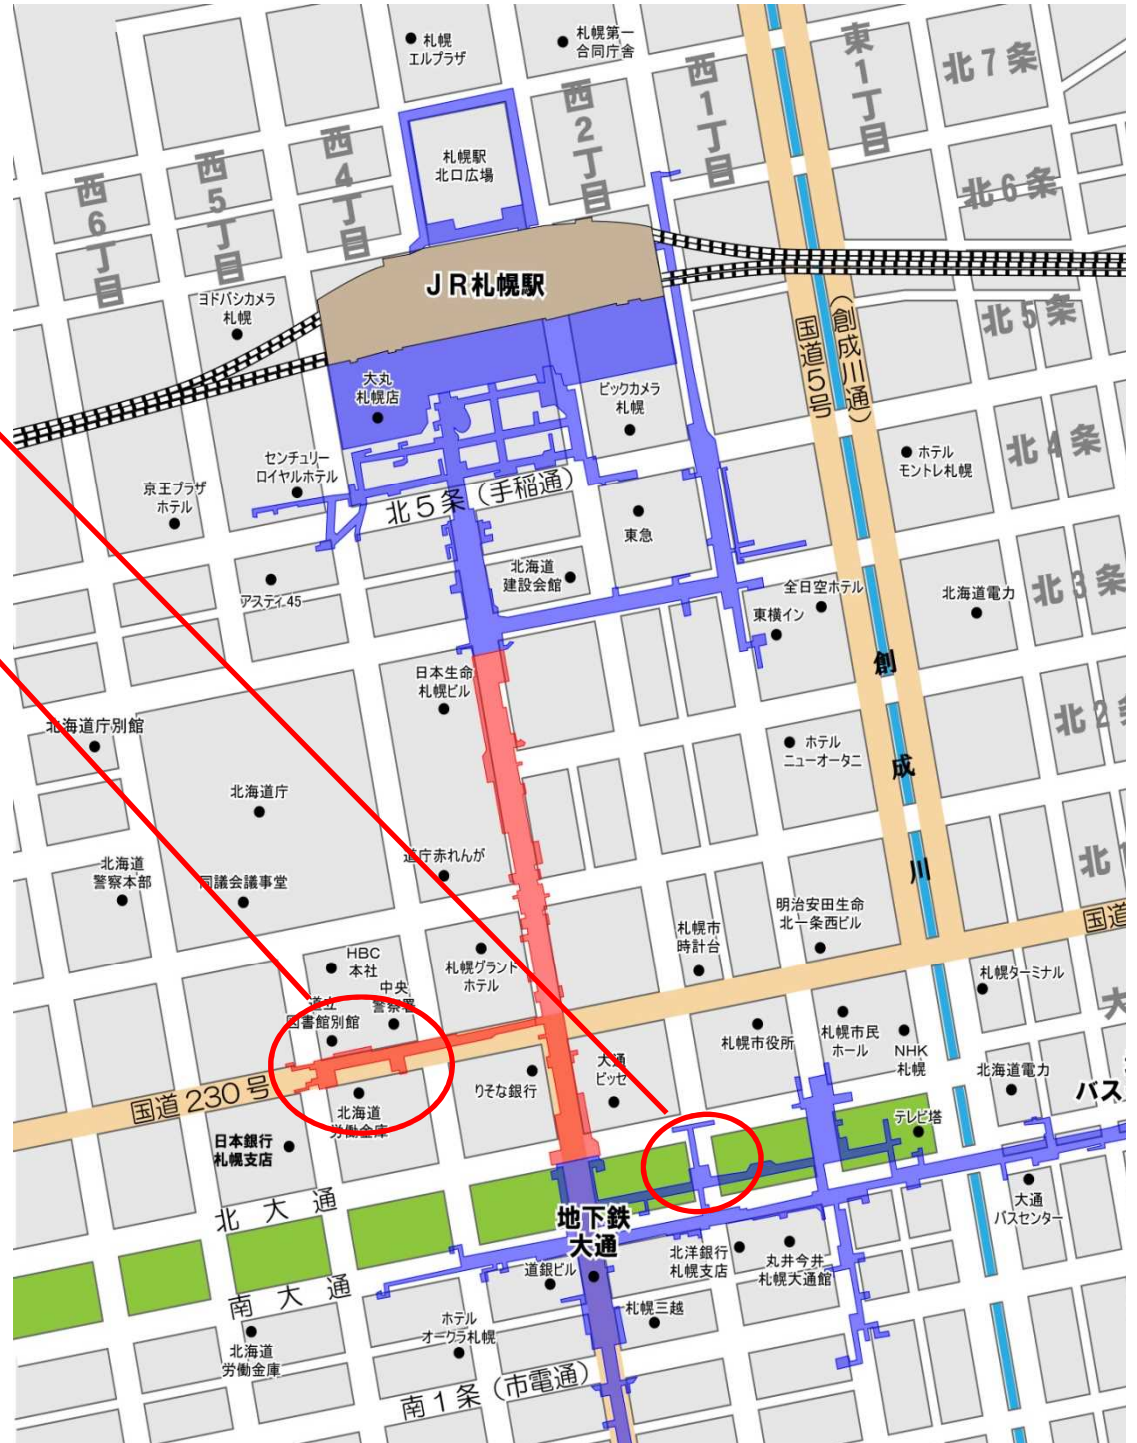 札幌
エルプラザ
札幌第一
合同庁舎
東1丁目
北7条
西1丁目
西2丁目
西4丁目
西5丁目
西6丁目
札幌駅
北口広場
北6条
JR札幌駅
ヨドバシカメラ
札幌
国道5号
(創成川通)
北5条
大丸
札幌店
ビックカメラ
札幌
北4条
ホテル
モントレ札幌
センチュリー
ロイヤルホテル
京王プラザ
ホテル
北5条(手稲通)
東急
北海道
建設会館
アスティ45
全日空ホテル
東横イン
北海道電力
北3条
創成川
日本生命
札幌ビル
北海道庁別館
北2条
ホテル
ニューオータニ
北海道庁
道庁赤れんが
北海道
警察本部
同議会議事堂
北1
明治安田生命
北一条西ビル
国道
札幌市
時計台
HBC
本社
札幌グランド
ホテル
札幌ターミナル
中央
警察署
道立
図書館別館
大
札幌市役所
札幌市民
ホール
NHK
札幌
大通
ビッセ
りそな銀行
北海道電力
バス
国道230号
北海道
労働金庫
テレビ塔
日本銀行
札幌支店
北大通
地下鉄
大通
大通
バスセンター
北洋銀行
札幌支店
丸井今井
札幌大通館
道銀ビル
南大通
札幌三越
ホテル
オークラ札幌
北海道
労働金庫
南1条(市電通)